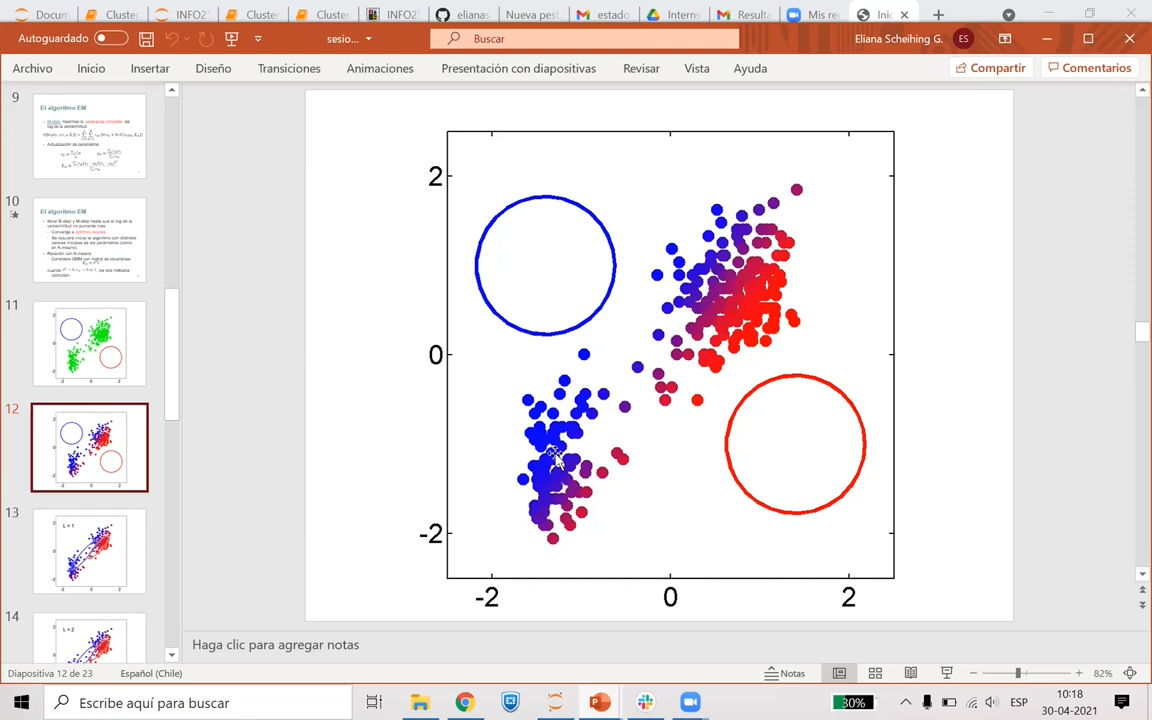 Docum
Cluster
INFO2
Cluster
Cluster
INFO2
elianas
Nueva pest
estado
Intern
Resulta
Mis re
Inic
Autoguardado
sesio...
Buscar
Eliana Scheihing G.
ES
Archivo
Inicio
Insertar
Diseño
Transiciones
Animaciones
Presentación con diapositivas
Revisar
Vista
Ayuda
Compartir
Comentarios
9
El algoritmo EM
10
El algoritmo EM
11
12
13
L = 1
14
L = 2
2
0
-2
-2
0
2
Haga clic para agregar notas
Diapositiva 12 de 23
Español (Chile)
Notas
82%
Escribe aquí para buscar
30%
ESP
10:18
30-04-2021